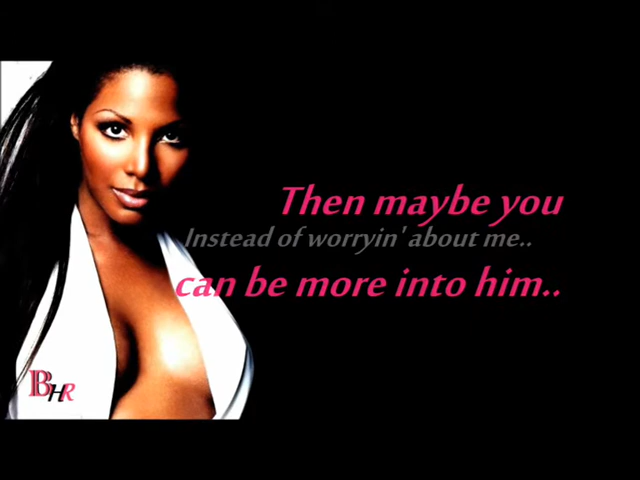 Then maybe you
Instead of worryin' about me..
can be more into him..
BHR